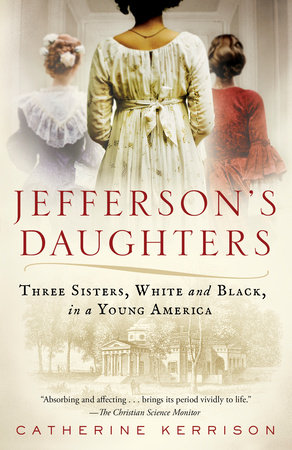 JEFFERSON'S
DAUGHTERS
THREE SISTERS, WHITE and BLACK,
in a YOUNG AMERICA
"Absorbing and affecting . . . brings its period vividly to life."
—The Christian Science Monitor
CATHERINE KERRISON